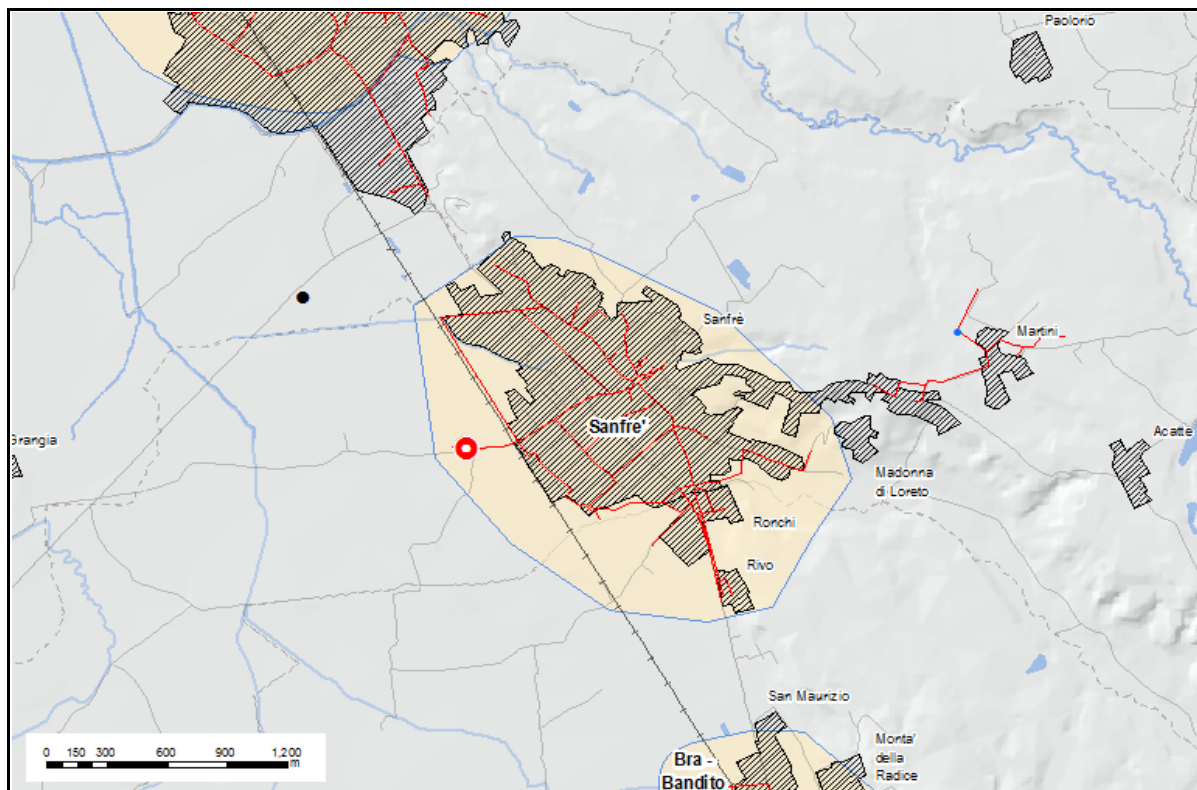 Paolorio
Sanfrè
Martini
Sanfre'
Acatte
Madonna
di Loreto
Ronchi
Rivo
San Maurizio
Monta'
della
Radice
Bra -
Bandito
0 150 300 600 900 1,200
m